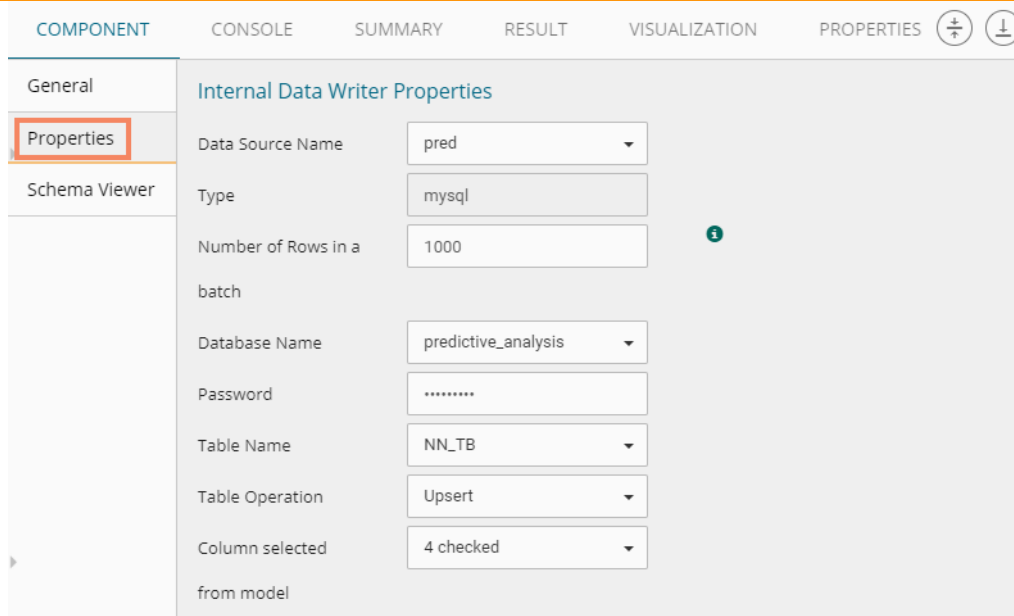 COMPONENT CONSOLE SUMMARY RESULT VISUALIZATION PROPERTIES
General
Properties
Schema Viewer
Internal Data Writer Properties
Data Source Name pred
Type mysql
Number of Rows in a 1000
batch
Database Name predictive_analysis
Password •••••••••
Table Name NN_TB
Table Operation Upsert
Column selected 4 checked
from model